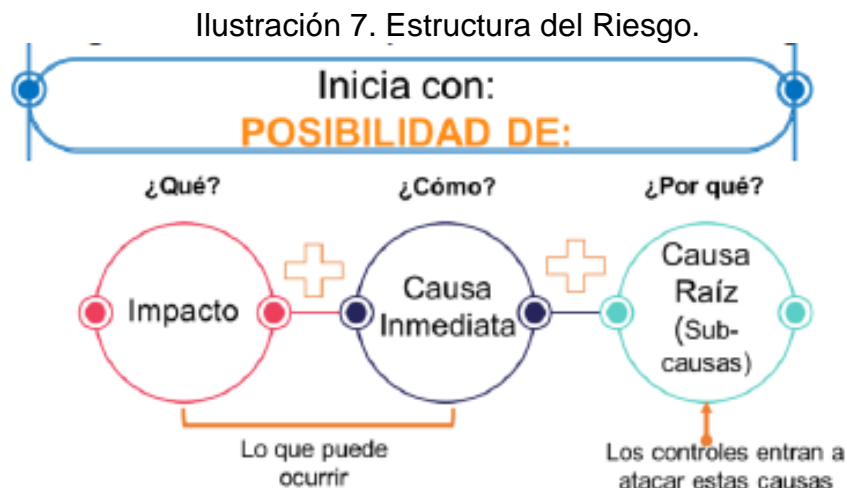 Ilustración 7. Estructura del Riesgo.
Inicia con:
POSIBILIDAD DE:
¿Qué?
¿Cómo?
¿Por qué?
Impacto
Causa
Inmediata
Causa
Raíz
(Sub-
causas)
Lo que puede
ocurrir
Los controles entran a
atacar estas causas